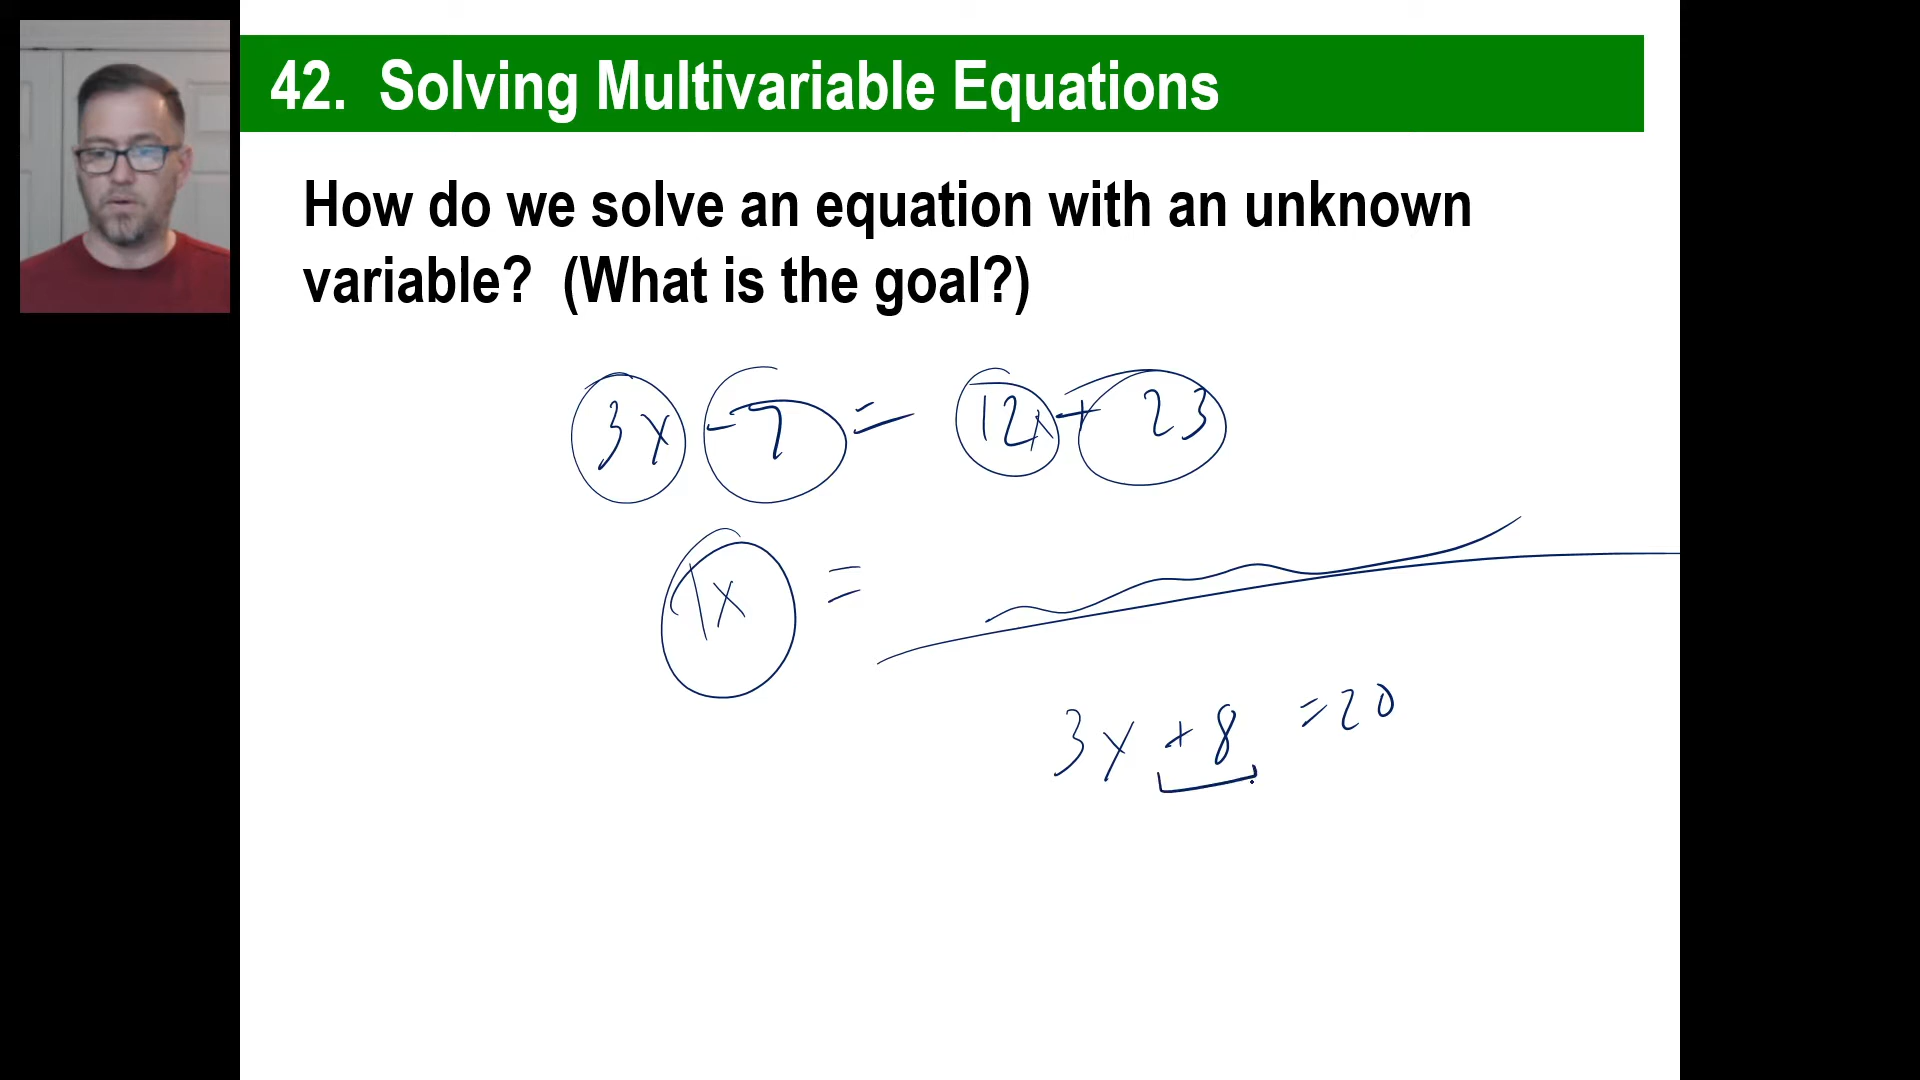 42. Solving Multivariable Equations
How do we solve an equation with an unknown
variable? (What is the goal?)
3x - 7 = 12x + 23
1x =
3x + 8 = 20